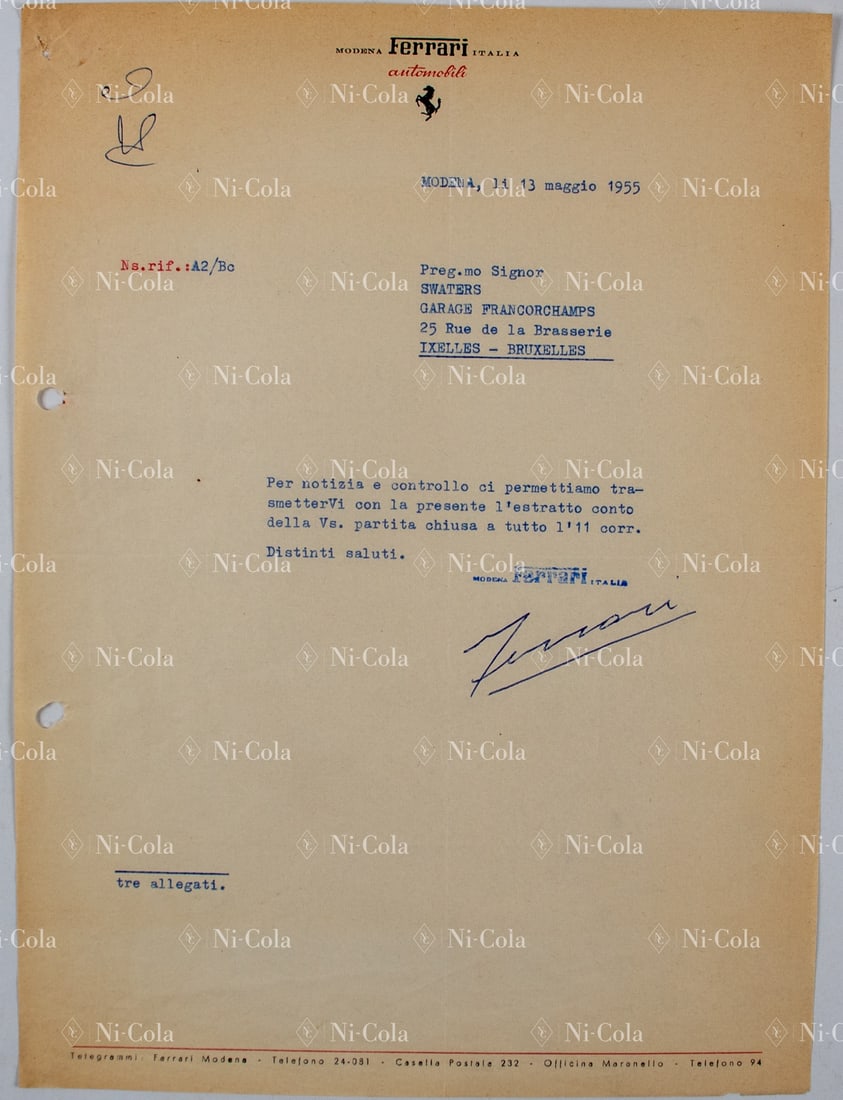 MODENA Ferrari ITALIA
automobili
MODENA, li 13 maggio 1955
Ns.rif.:A2/Bc
Preg.mo Signor
SWATERS
GARAGE FRANCORCHAMPS
25 Rue de la Brasserie
IXELLES - BRUXELLES
Per notizia e controllo ci permettiamo tra-
smetterVi con la presente l'estratto conto
della Vs. partita chiusa a tutto l'11 corr.
Distinti saluti.
MODENA Ferrari ITALIA
Ferrari
tre allegati.
Telegrammi: Ferrari Modena - Telefono 24-081 - Casella Postale 232 - Officina Maranello - Telefono 94
Ni-Cola